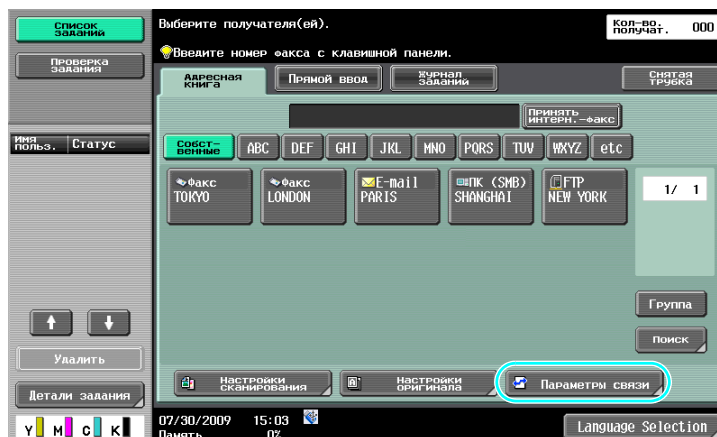 Список
заданий
Проверка
задания
Имя
польз.
Статус
Удалить
Детали задания
Y M C K
Выберите получателя(ей).
Кол-во.
получат.
000
Введите номер факса с клавишной панели.
Адресная
книга
Прямой ввод
Журнал
заданий
Снятая
трубка
Принять
интерн.-факс
Собст-
венные
ABC
DEF
GHI
JKL
MNO
PQRS
TUV
WXYZ
etc
Факс
TOKYO
Факс
LONDON
E-mail
PARIS
ПК (SMB)
SHANGHAI
FTP
NEW YORK
1/ 1
Группа
Поиск
Настройки
сканирования
Настройки
оригинала
Параметры связи
07/30/2009 15:03
Память 0%
Language Selection